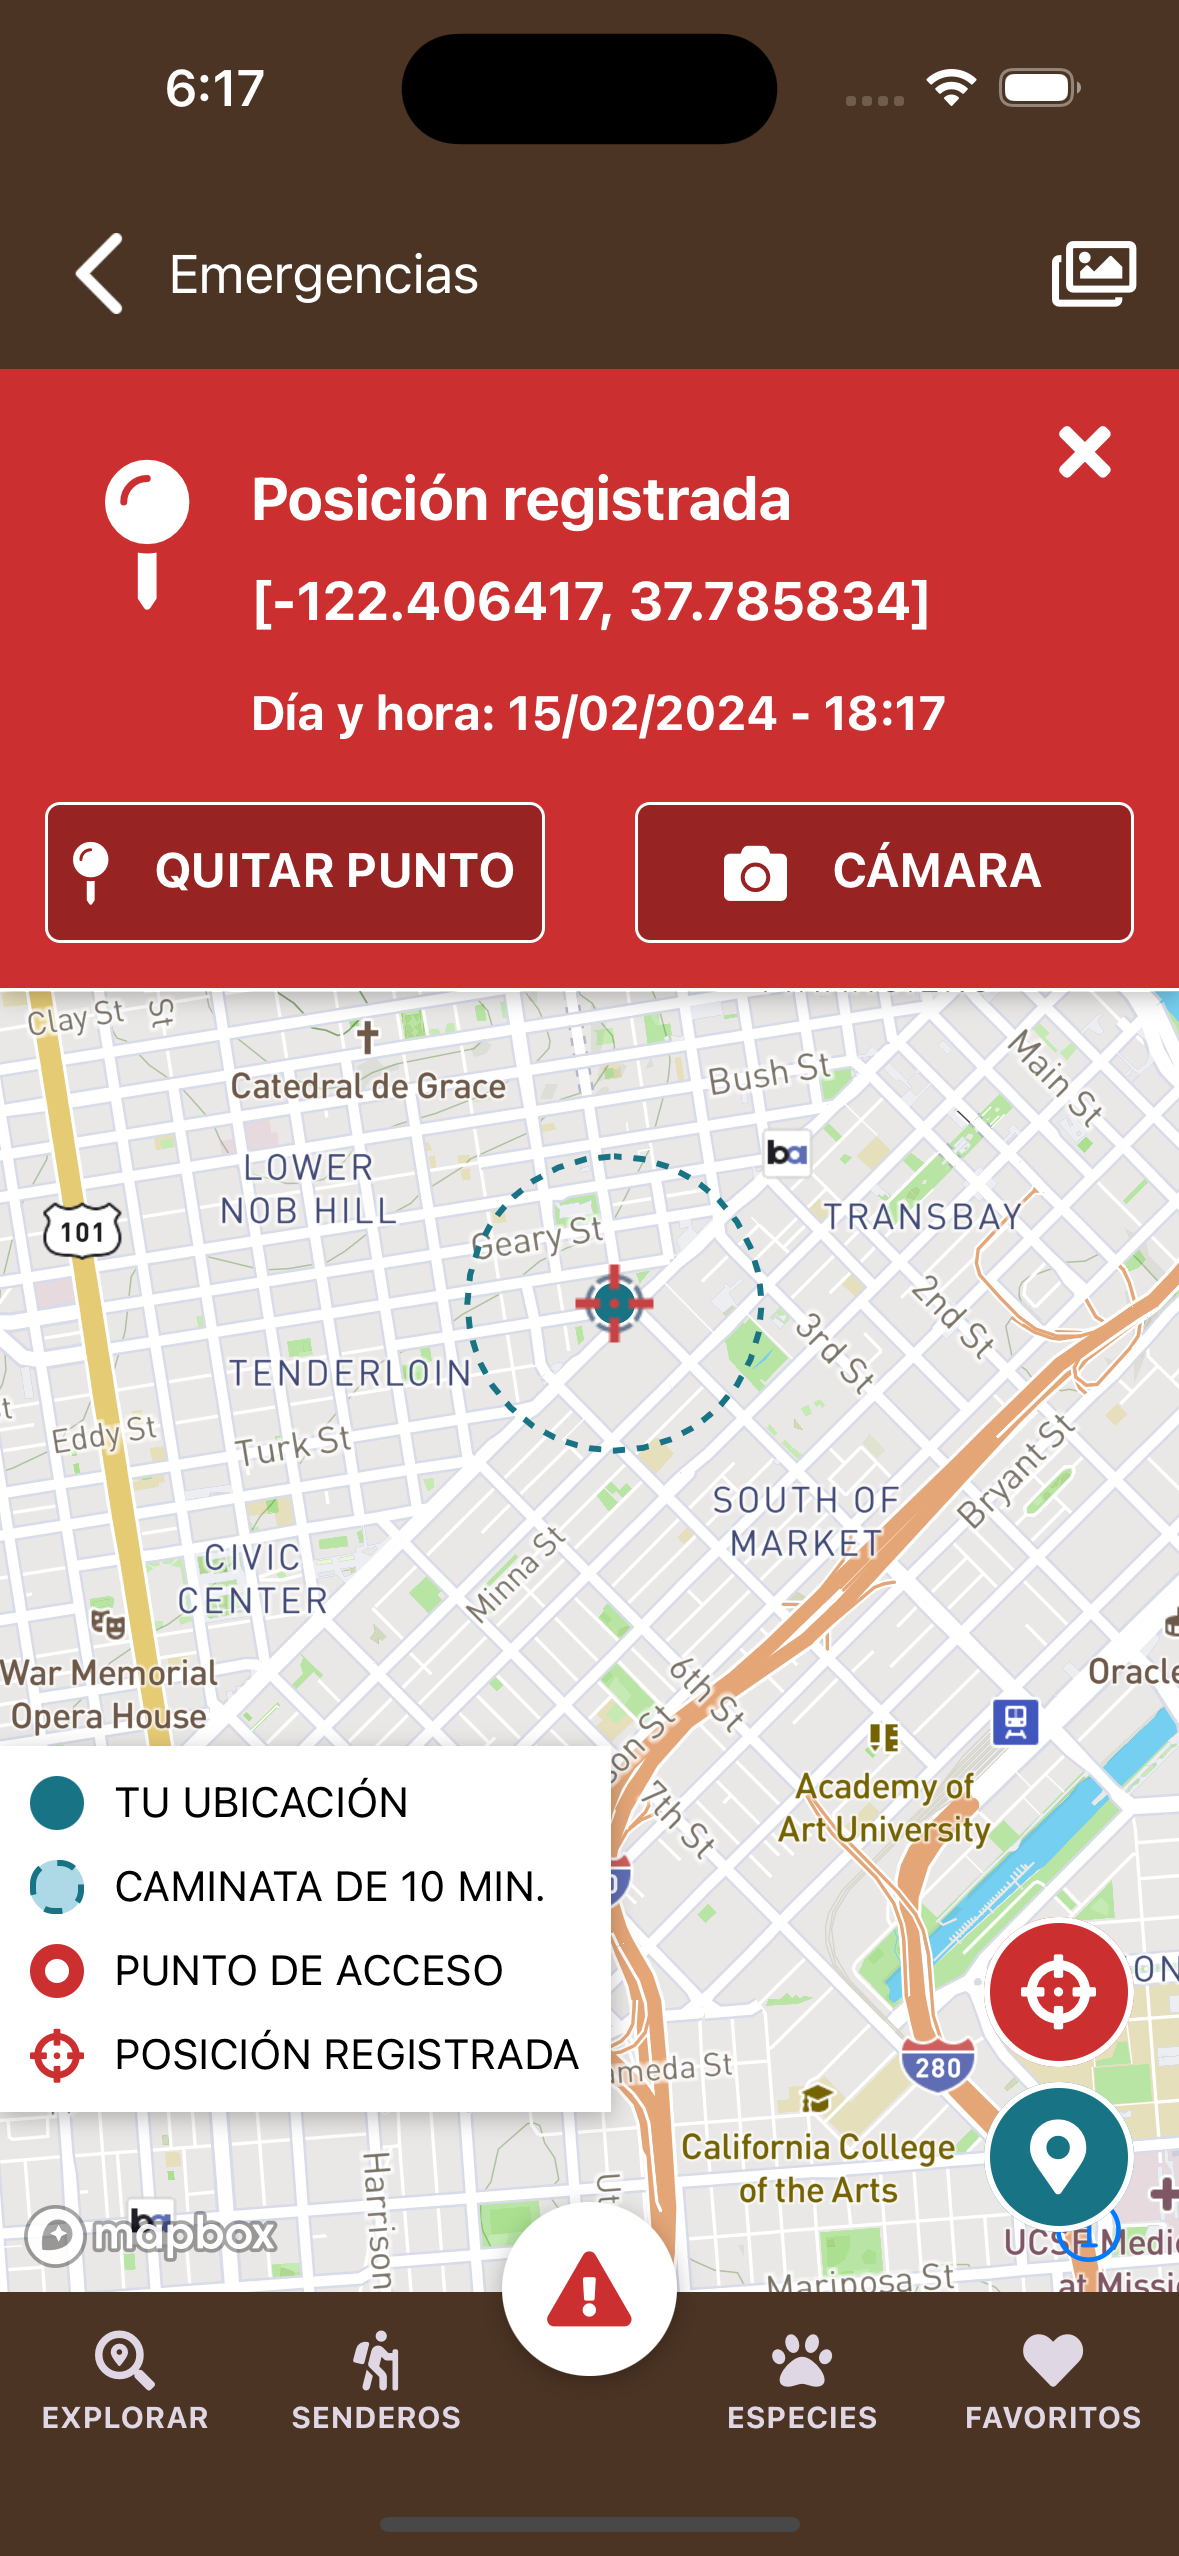 6:17
Emergencias
Posición registrada
[-122.406417, 37.785834]
Día y hora: 15/02/2024 - 18:17
QUITAR PUNTO
CÁMARA
Clay St
St
Catedral de Grace
Bush St
Main St
LOWER
NOB HILL
ba
101
TRANSBAY
Geary St
2nd St
3rd St
TENDERLOIN
Eddy St
Turk St
Bryant St
SOUTH OF
MARKET
CIVIC
CENTER
Minna St
War Memorial
Opera House
6th St
Oracle
7th St
Academy of
Art University
TU UBICACIÓN
CAMINATA DE 10 MIN.
PUNTO DE ACCESO
POSICIÓN REGISTRADA
280
California College
of the Arts
Harrison
ba
mapbox
UCSF Medic
at Missi
Mariposa St
EXPLORAR
SENDEROS
ESPECIES
FAVORITOS